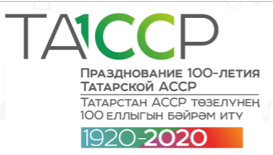 ТА1ССР
ПРАЗДНОВАНИЕ 100-ЛЕТИЯ
ТАТАРСКОЙ АССР
ТАТАРСТАН АССР ТӨЗЕЛҮНЕҢ
100 ЕЛЛЫГЫН БӘЙРӘМ ИТҮ
1920-2020